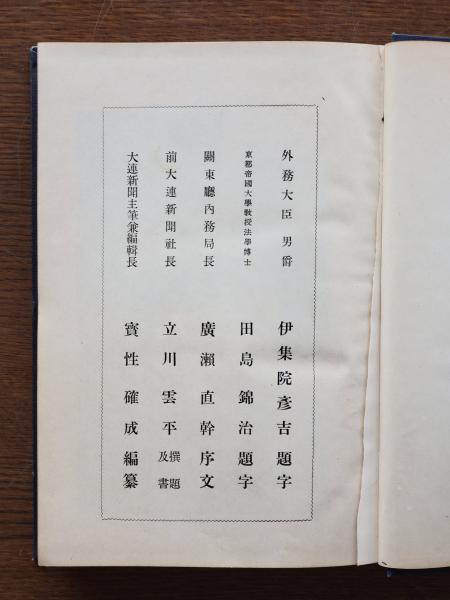 外務大臣 男爵 伊集院彥吉 題字
京都帝國大學敎授法學博士 田島錦治 題字
關東廳內務局長 廣瀨直幹 序文
前大連新聞社長 立川雲平 撰題及書
大連新聞主筆兼編輯長 寳性確成 編纂